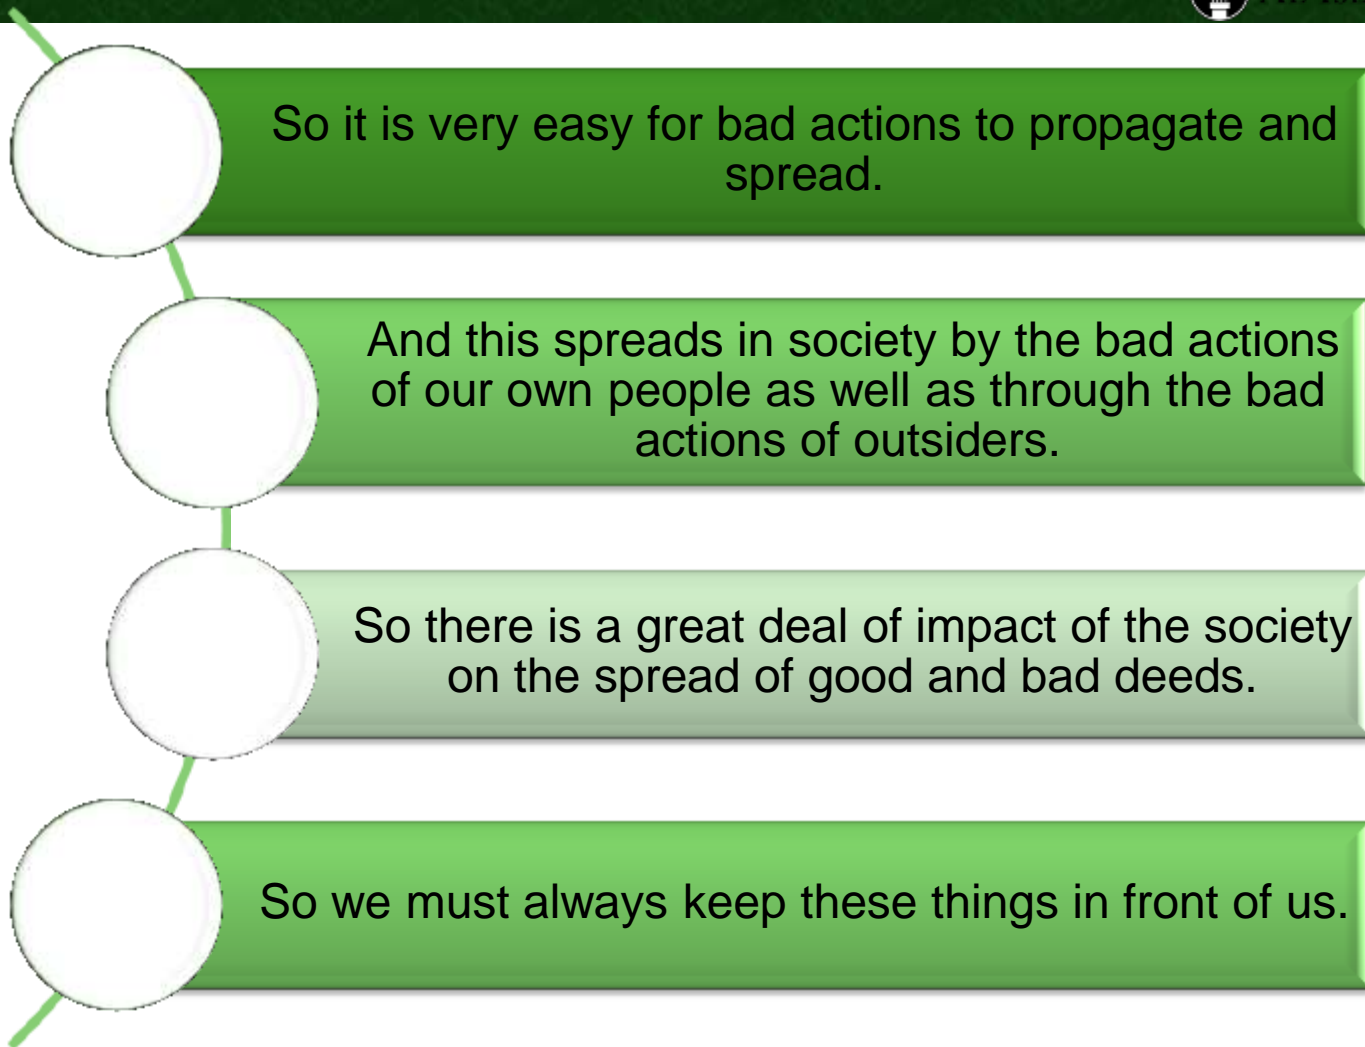 So it is very easy for bad actions to propagate and
spread.
And this spreads in society by the bad actions
of our own people as well as through the bad
actions of outsiders.
So there is a great deal of impact of the society
on the spread of good and bad deeds.
So we must always keep these things in front of us.